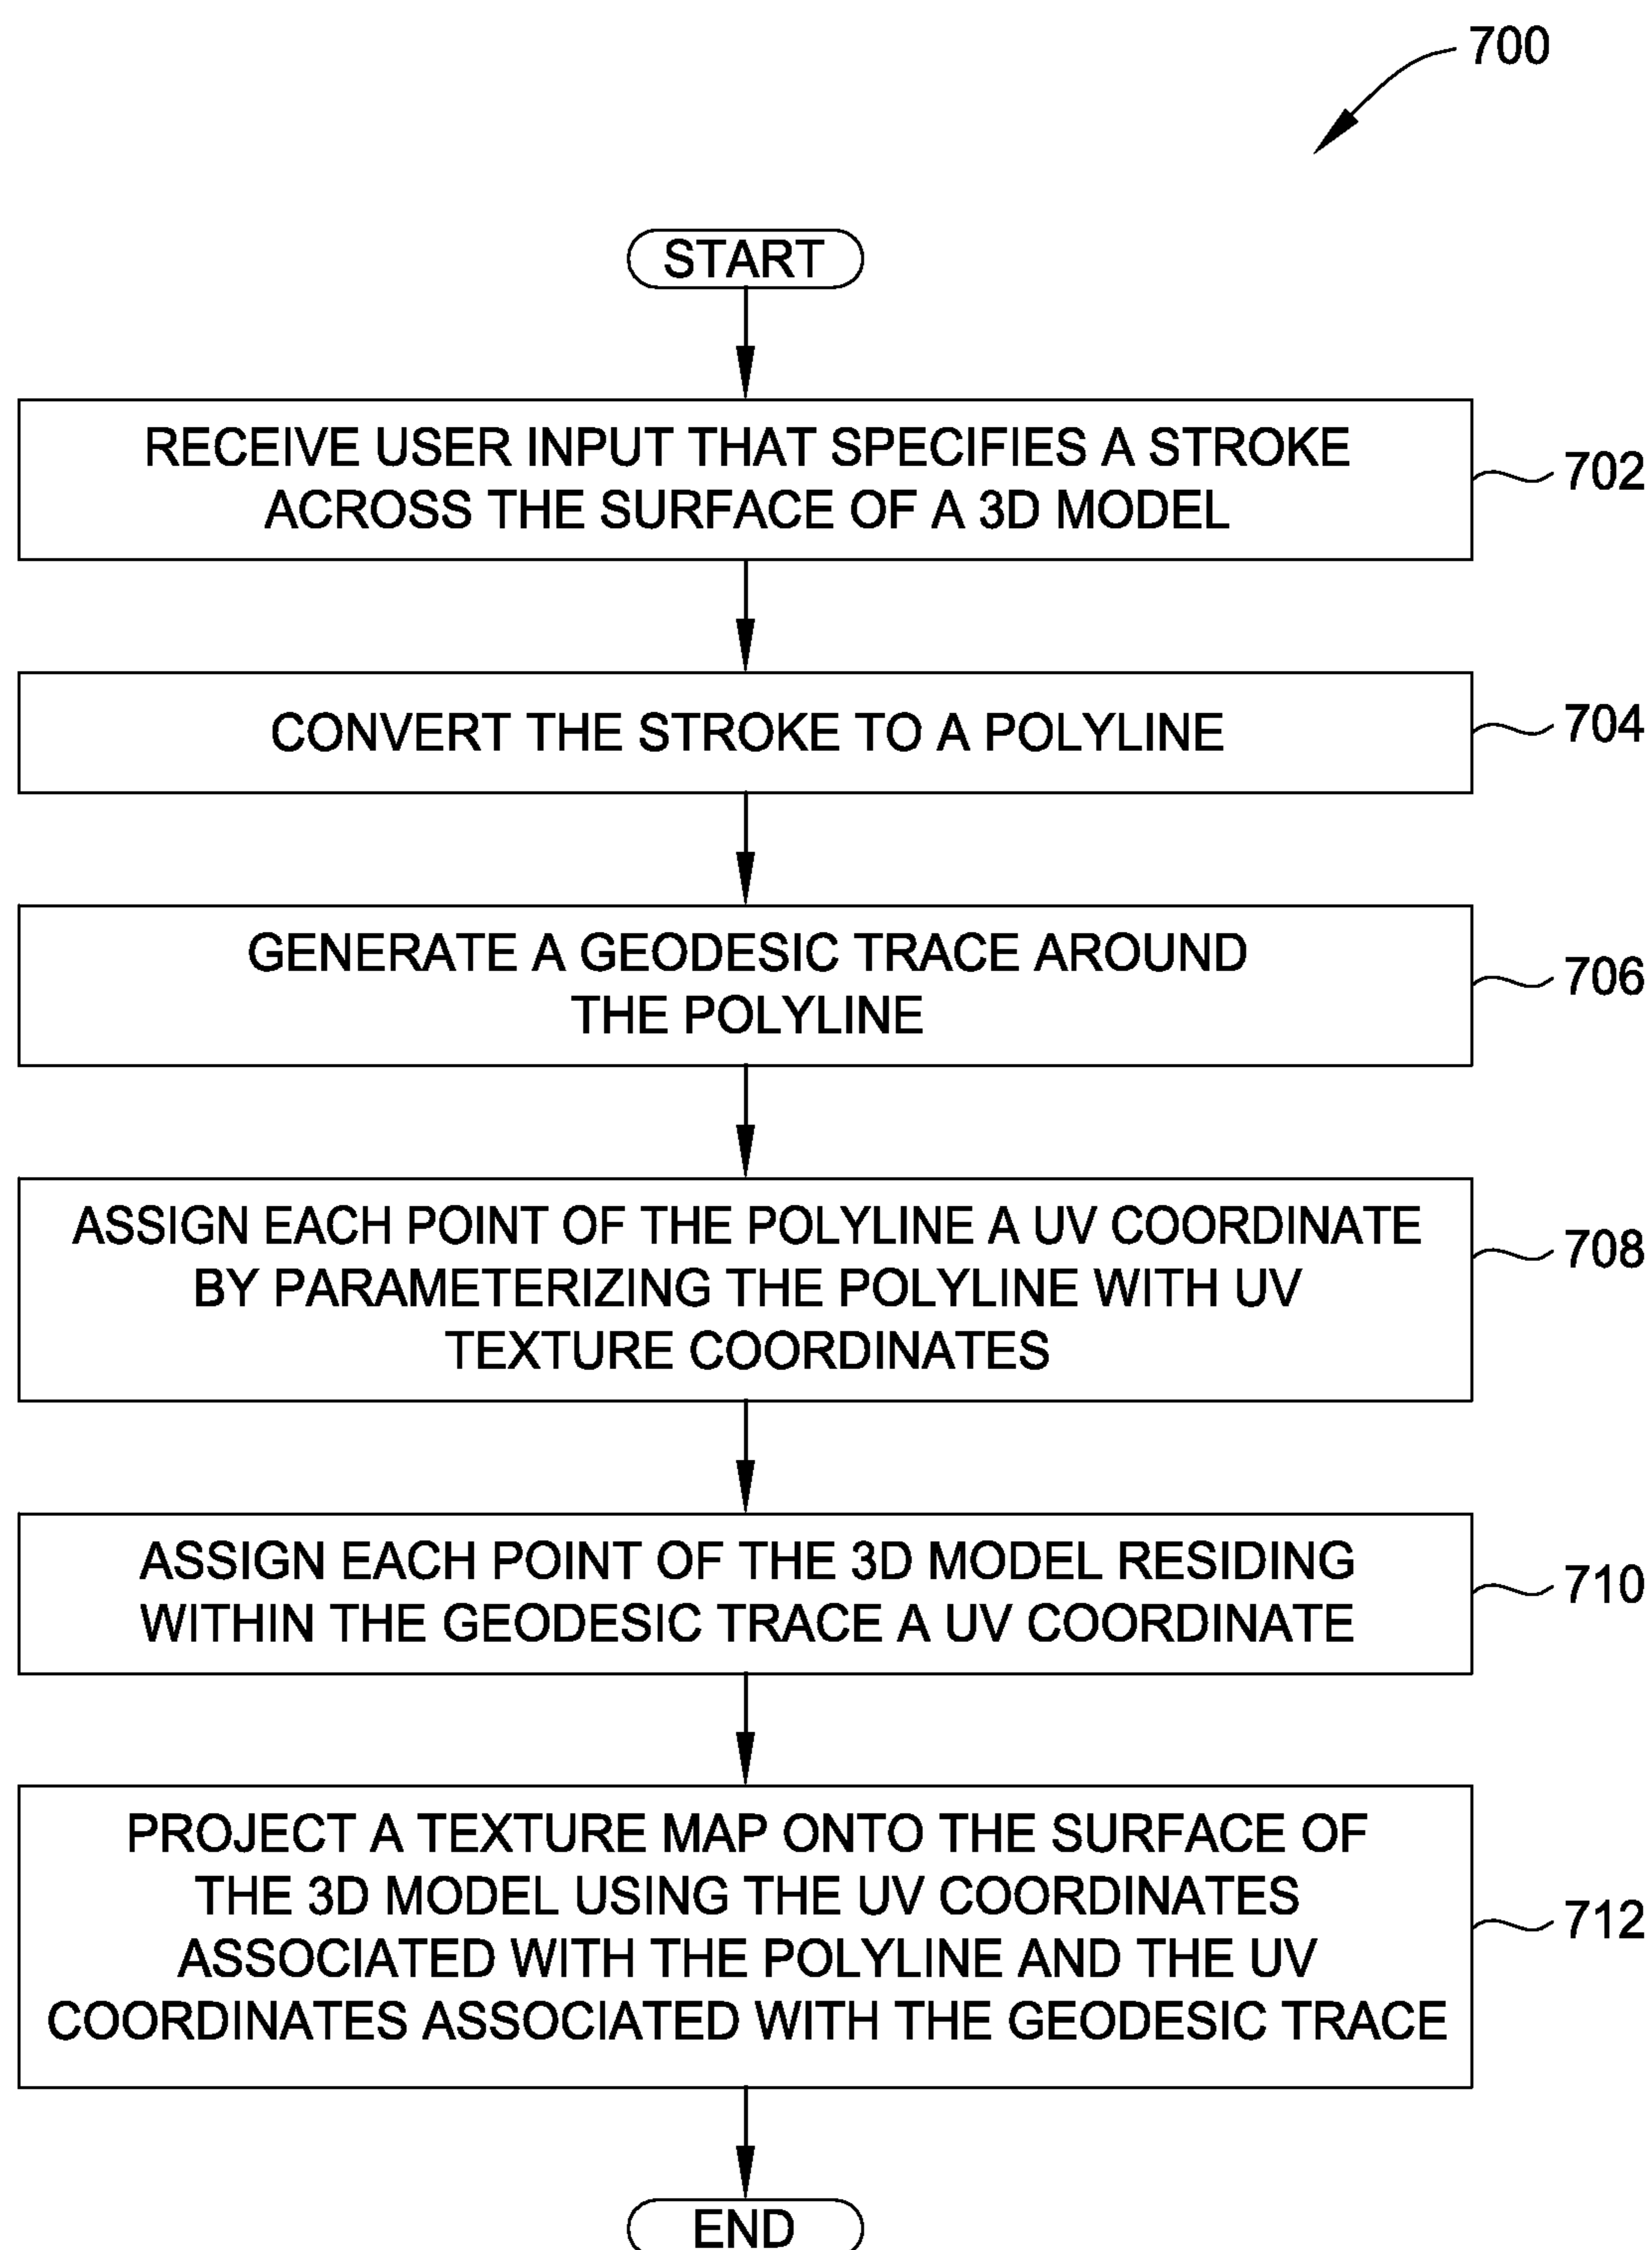 700
START
RECEIVE USER INPUT THAT SPECIFIES A STROKE
ACROSS THE SURFACE OF A 3D MODEL
702
CONVERT THE STROKE TO A POLYLINE
704
GENERATE A GEODESIC TRACE AROUND
THE POLYLINE
706
ASSIGN EACH POINT OF THE POLYLINE A UV COORDINATE
BY PARAMETERIZING THE POLYLINE WITH UV
TEXTURE COORDINATES
708
ASSIGN EACH POINT OF THE 3D MODEL RESIDING
WITHIN THE GEODESIC TRACE A UV COORDINATE
710
PROJECT A TEXTURE MAP ONTO THE SURFACE OF
THE 3D MODEL USING THE UV COORDINATES
ASSOCIATED WITH THE POLYLINE AND THE UV
COORDINATES ASSOCIATED WITH THE GEODESIC TRACE
712
END